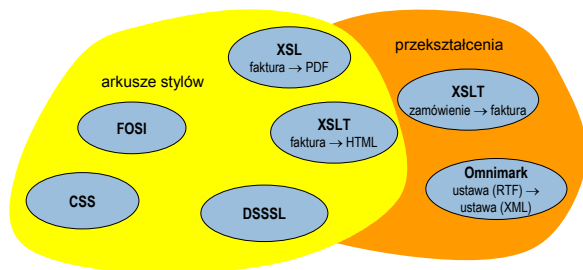 arkusze stylów
XSL
faktura → PDF
FOSI
XSLT
faktura → HTML
CSS
DSSSL
przekształcenia
XSLT
zamówienie → faktura
Omnimark
ustawa (RTF) →
ustawa (XML)